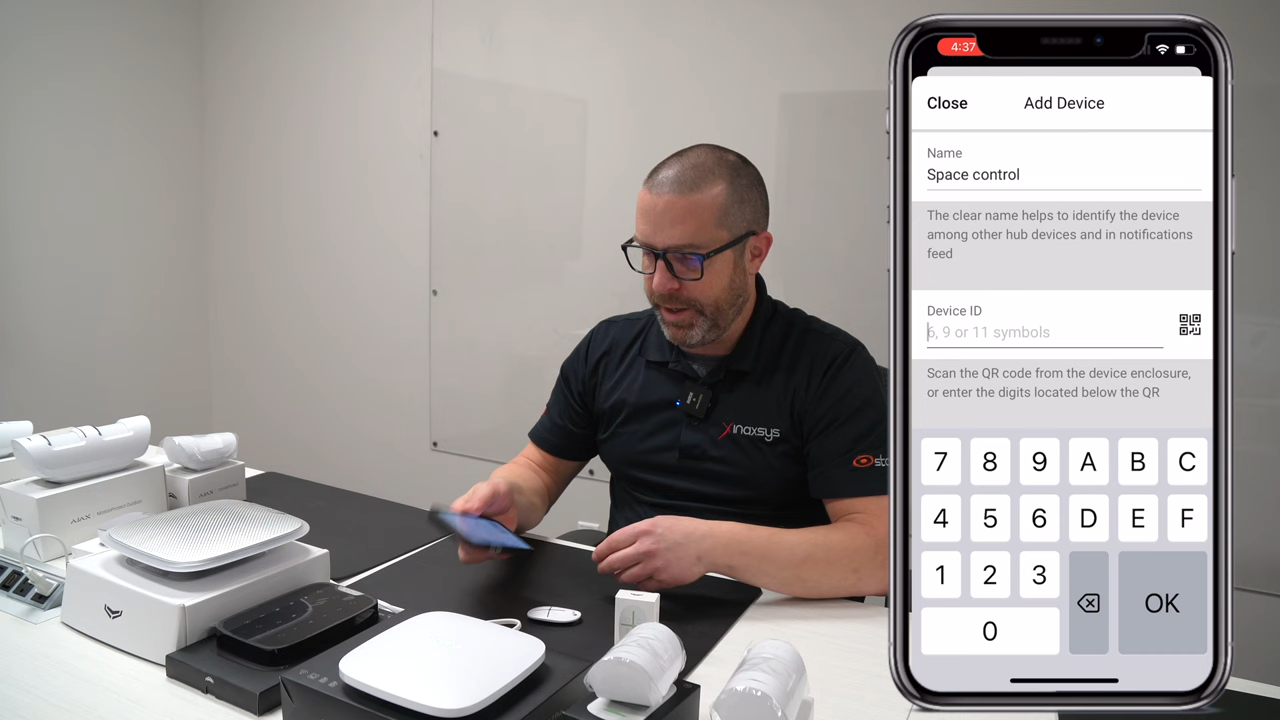 4:37
Close
Add Device
Name
Space control
The clear name helps to identify the device
among other hub devices and in notifications
feed
Device ID
6, 9 or 11 symbols
Scan the QR code from the device enclosure,
or enter the digits located below the QR
7 8 9 A B C
4 5 6 D E F
1 2 3
OK
0
inaxsys
AJAX